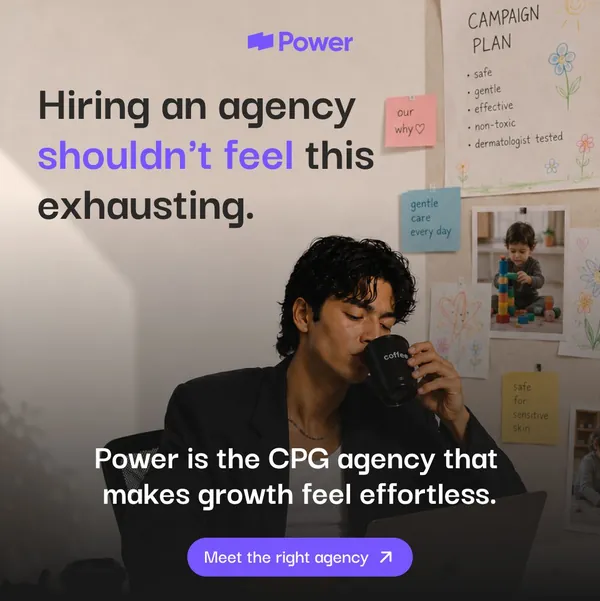 Power
Hiring an agency
shouldn't feel this
exhausting.
CAMPAIGN
PLAN
• safe
• gentle
• effective
• non-toxic
• dermatologist tested
our
why♡
gentle
care
every day
safe
for
sensitive
skin
coffee
Power is the CPG agency that
makes growth feel effortless.
Meet the right agency ↗